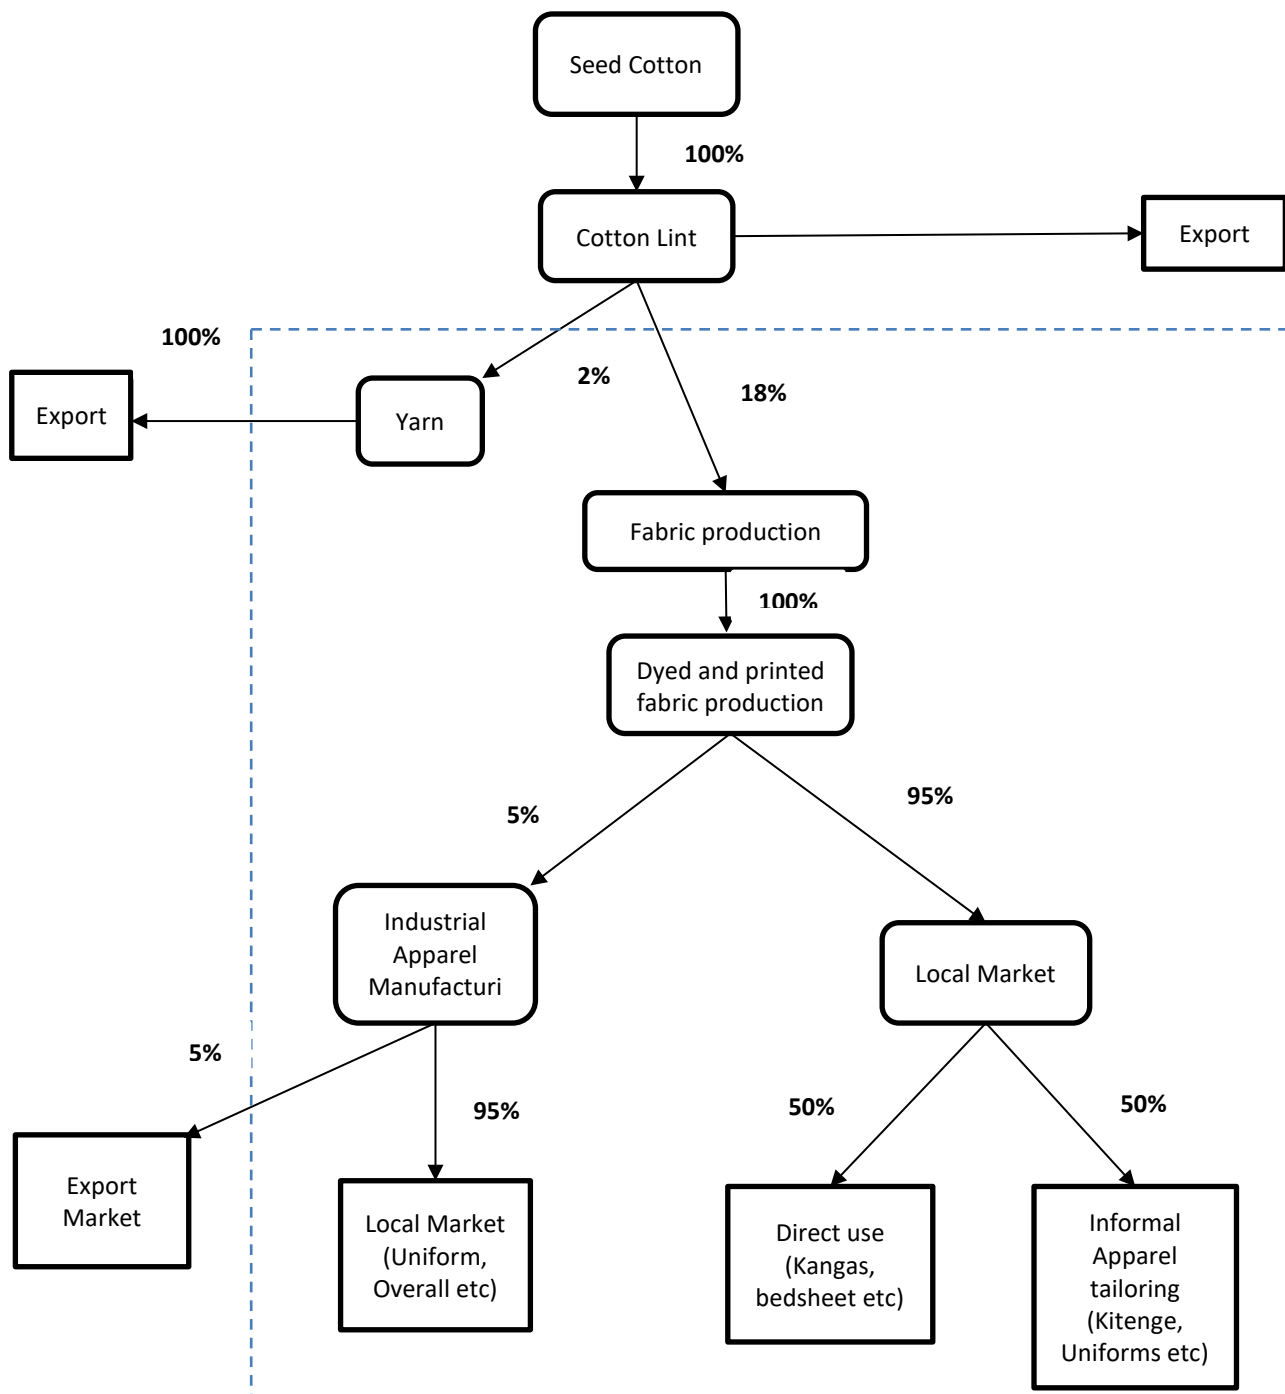 Seed Cotton
100%
Cotton Lint
Export
100%
2%
18%
Export
Yarn
Fabric production
100%
Dyed and printed
fabric production
5%
95%
Industrial
Apparel
Manufacturi
Local Market
5%
95%
50%
50%
Export
Market
Local Market
(Uniform,
Overall etc)
Direct use
(Kangas,
bedsheet etc)
Informal
Apparel
tailoring
(Kitenge,
Uniforms etc)